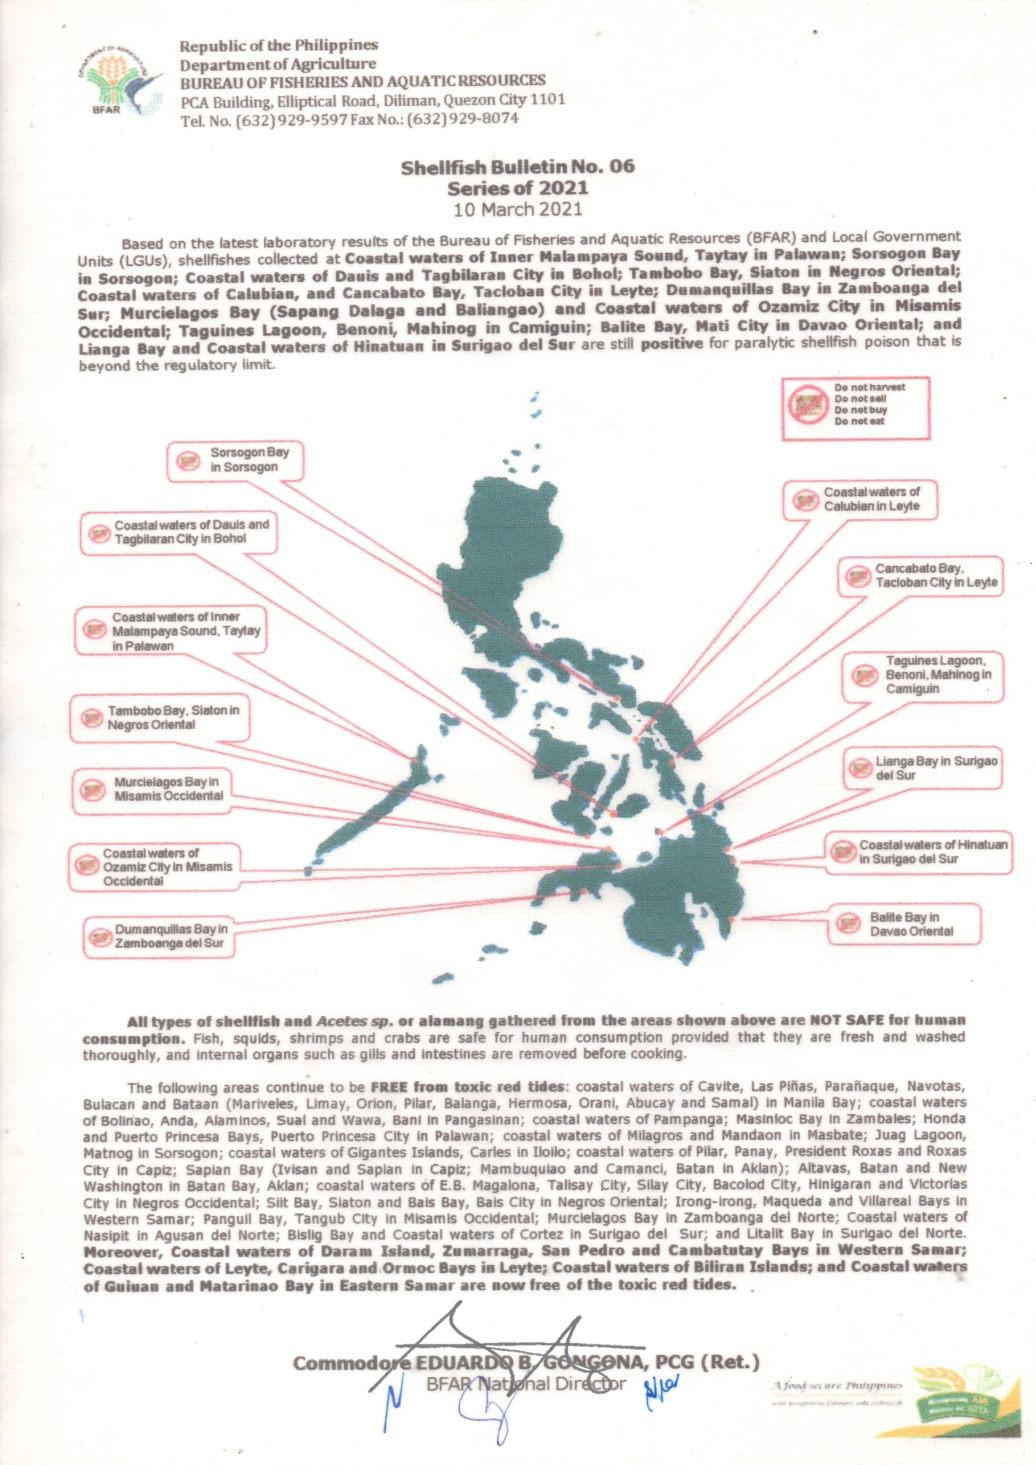 Republic of the Philippines
Department of Agriculture
BUREAU OF FISHERIES AND AQUATIC RESOURCES
PCA Building, Elliptical Road, Diliman, Quezon City 1101
Tel. No. (632) 929-9597 Fax No.: (632) 929-8074
BFAR
Shellfish Bulletin No. 06
Series of 2021
10 March 2021
Based on the latest laboratory results of the Bureau of Fisheries and Aquatic Resources (BFAR) and Local Government
Units (LGUs), shellfishes collected at Coastal waters of Inner Malampaya Sound, Taytay in Palawan; Sorsogon Bay
in Sorsogon; Coastal waters of Dauis and Tagbilaran City in Bohol; Tambobo Bay, Siaton in Negros Oriental;
Coastal waters of Calubian, and Cancabato Bay, Tacloban City in Leyte; Dumanquillas Bay in Zamboanga del
Sur; Murcielagos Bay (Sapang Dalaga and Baliangao) and Coastal waters of Ozamiz City in Misamis
Occidental; Taguines Lagoon, Benoni, Mahinog in Camiguin; Balite Bay, Mati City in Davao Oriental; and
Lianga Bay and Coastal waters of Hinatuan in Surigao del Sur are still positive for paralytic shellfish poison that is
beyond the regulatory limit.
Do not harvest
Do not sell
Do not buy
Do not eat
Sorsogon Bay
in Sorsogon
Coastal waters of Dauis and
Tagbilaran City in Bohol
Coastal waters of Inner
Malampaya Sound, Taytay
in Palawan
Tambobo Bay, Siaton in
Negros Oriental
Murcielagos Bay in
Misamis Occidental
Coastal waters of
Ozamiz City in Misamis
Occidental
Dumanquillas Bay in
Zamboanga del Sur
Coastal waters of
Calubian in Leyte
Cancabato Bay,
Tacloban City in Leyte
Taguines Lagoon,
Benoni, Mahinog in
Camiguin
Lianga Bay in Surigao
del Sur
Coastal waters of Hinatuan
in Surigao del Sur
Balite Bay in
Davao Oriental
All types of shellfish and Acetes sp. or alamang gathered from the areas shown above are NOT SAFE for human
consumption. Fish, squids, shrimps and crabs are safe for human consumption provided that they are fresh and washed
thoroughly, and internal organs such as gills and intestines are removed before cooking.
The following areas continue to be FREE from toxic red tides: coastal waters of Cavite, Las Piñas, Parañaque, Navotas,
Bulacan and Bataan (Mariveles, Limay, Orion, Pilar, Balanga, Hermosa, Orani, Abucay and Samal) in Manila Bay; coastal waters
of Bolinao, Anda, Alaminos, Sual and Wawa, Bani in Pangasinan; coastal waters of Pampanga; Masinloc Bay in Zambales; Honda
and Puerto Princesa Bays, Puerto Princesa City in Palawan; coastal waters of Milagros and Mandaon in Masbate; Juag Lagoon,
Matnog in Sorsogon; coastal waters of Gigantes Islands, Carles in Iloilo; coastal waters of Pilar, Panay, President Roxas and Roxas
City in Capiz; Sapian Bay (Ivisan and Sapian in Capiz; Mambuquiao and Camanci, Batan in Aklan); Altavas, Batan and New
Washington in Batan Bay, Aklan; coastal waters of E.B. Magalona, Talisay City, Silay City, Bacolod City, Hinigaran and Victorias
City in Negros Occidental; Siit Bay, Siaton and Bais Bay, Bais City in Negros Oriental; Irong-irong, Maqueda and Villareal Bays in
Western Samar; Panguil Bay, Tangub City in Misamis Occidental; Murcielagos Bay in Zamboanga del Norte; Coastal waters of
Nasipit in Agusan del Norte; Bislig Bay and Coastal waters of Cortez in Surigao del Sur; and Litalit Bay in Surigao del Norte.
Moreover, Coastal waters of Daram Island, Zumarraga, San Pedro and Cambatutay Bays in Western Samar;
Coastal waters of Leyte, Carigara and Ormoc Bays in Leyte; Coastal waters of Biliran Islands; and Coastal waters
of Guiuan and Matarinao Bay in Eastern Samar are now free of the toxic red tides.
Commodore EDUARDO B. GONGONA, PCG (Ret.)
BFAR National Director
A food-secure Philippines